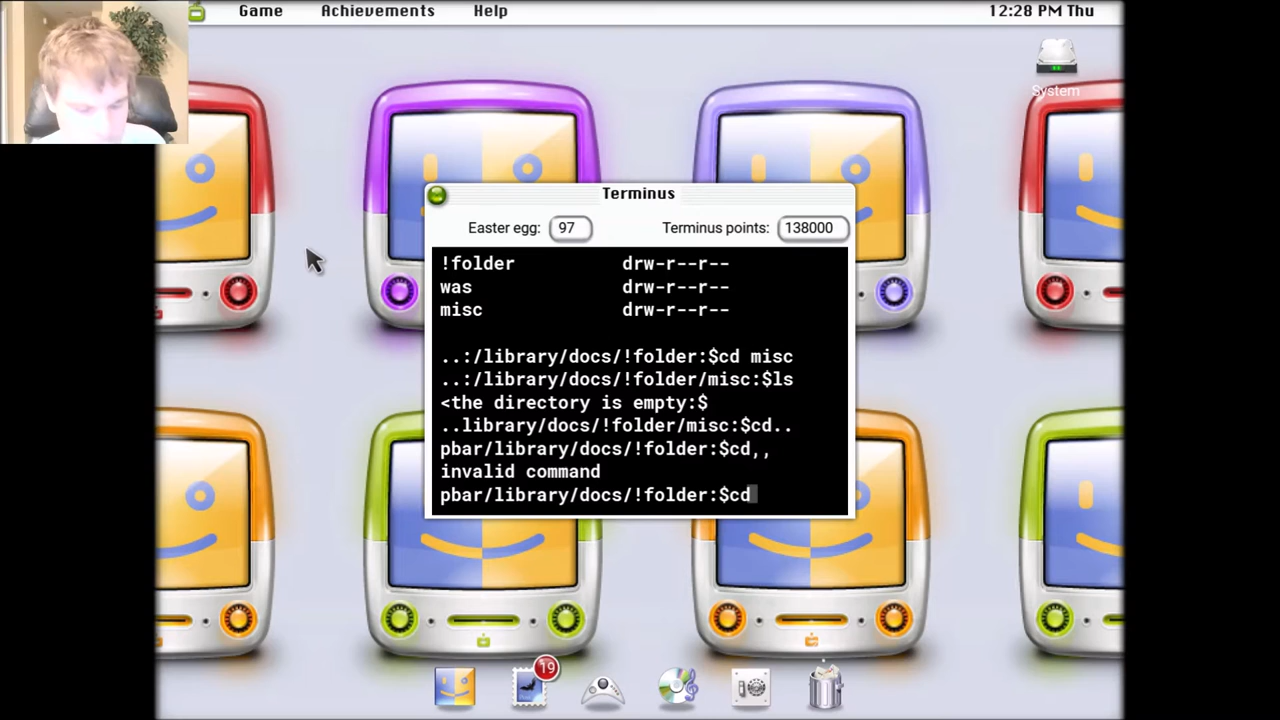 Game Achievements Help 12:28 PM Thu
System
Terminus
Easter egg: 97 Terminus points: 138000
!folder drw-r--r--
was drw-r--r--
misc drw-r--r--
..:/library/docs/!folder:$cd misc
..:/library/docs/!folder/misc:$ls
<the directory is empty:$
..library/docs/!folder/misc:$cd..
pbar/library/docs/!folder:$cd,,
invalid command
pbar/library/docs/!folder:$cd
19